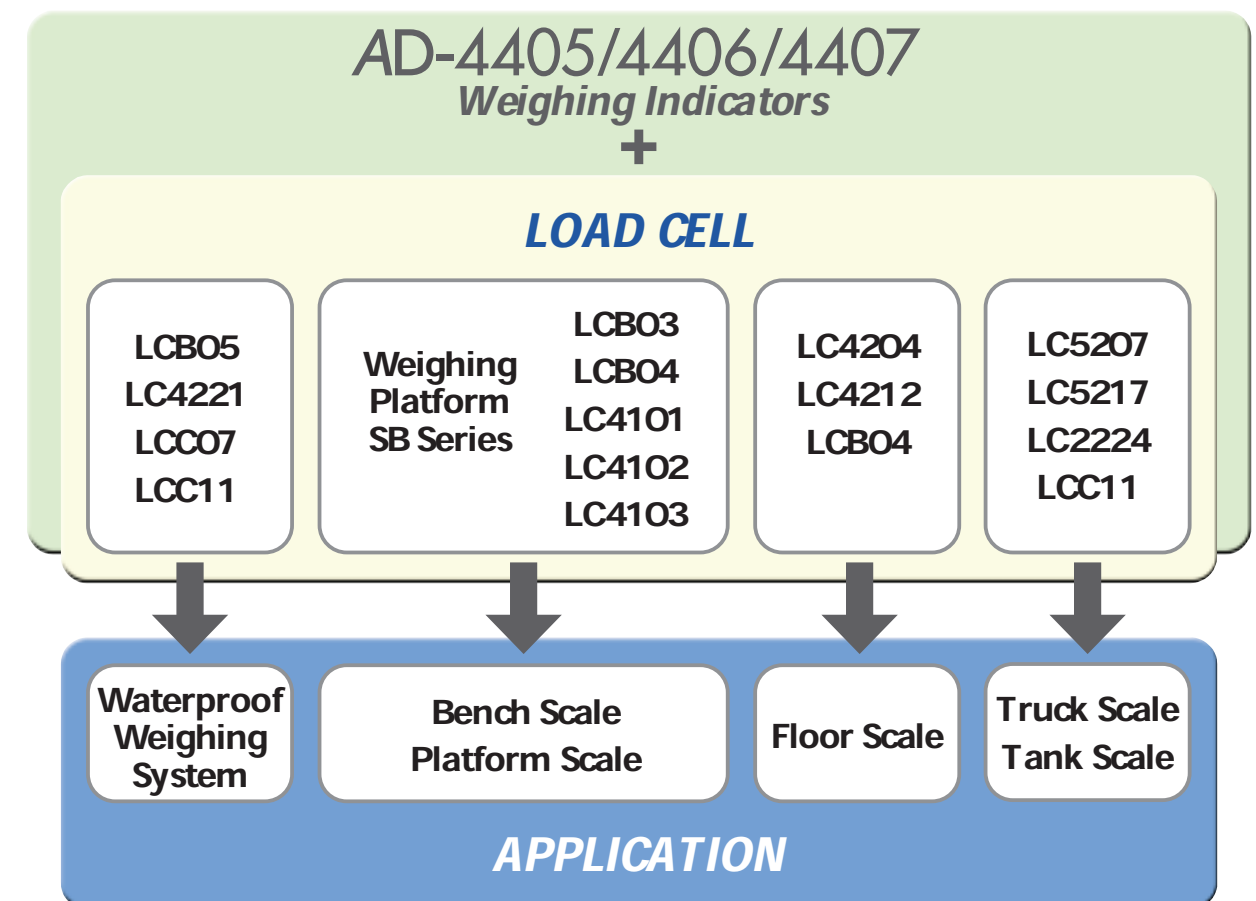 AD-4405/4406/4407
Weighing Indicators
+
LOAD CELL
LCB05
LC4221
LCC07
LCC11
Weighing
Platform
SB Series
LCB03
LCB04
LC4101
LC4102
LC4103
LC4204
LC4212
LCB04
LC5207
LC5217
LC2224
LCC11
Waterproof
Weighing
System
Bench Scale
Platform Scale
Floor Scale
Truck Scale
Tank Scale
APPLICATION